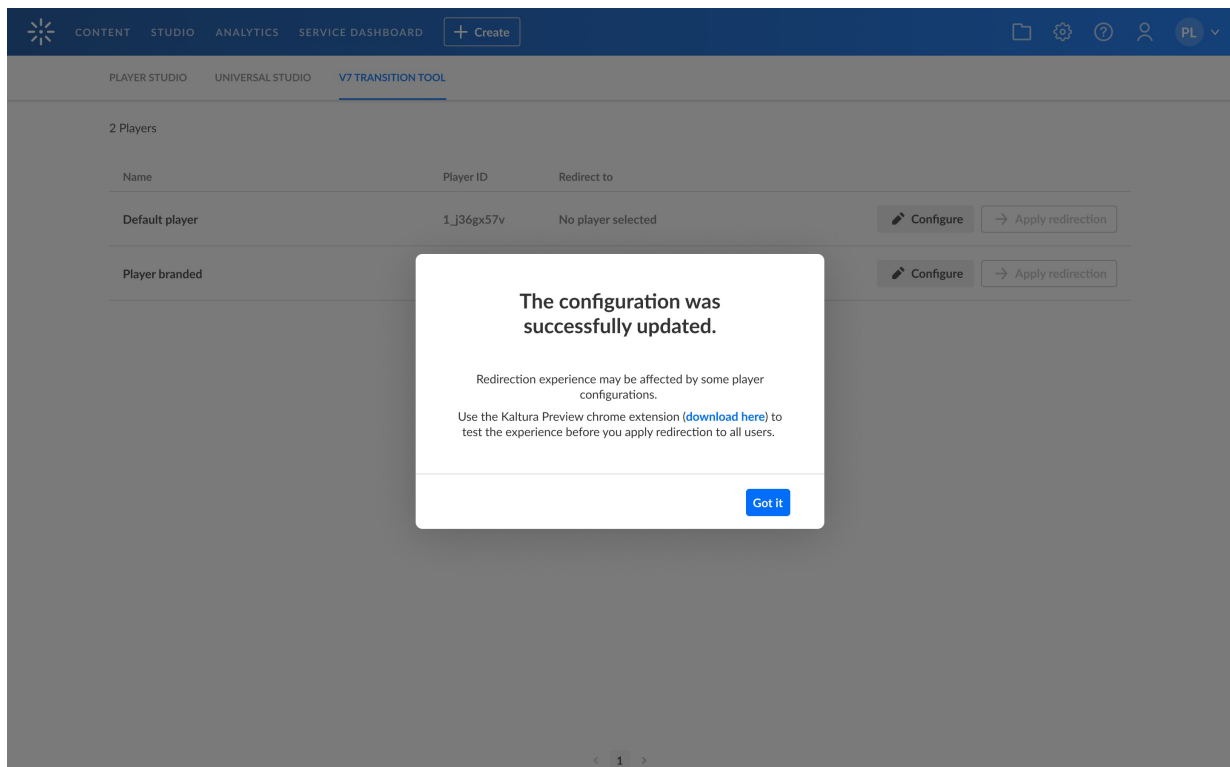 CONTENT STUDIO ANALYTICS SERVICE DASHBOARD + Create PL
PLAYER STUDIO UNIVERSAL STUDIO V7 TRANSITION TOOL
2 Players
Name Player ID Redirect to
Default player 1_j36gx57v No player selected Configure → Apply redirection
Player branded Configure → Apply redirection
The configuration was
successfully updated.
Redirection experience may be affected by some player
configurations.
Use the Kaltura Preview chrome extension (download here) to
test the experience before you apply redirection to all users.
Got it
< 1 >